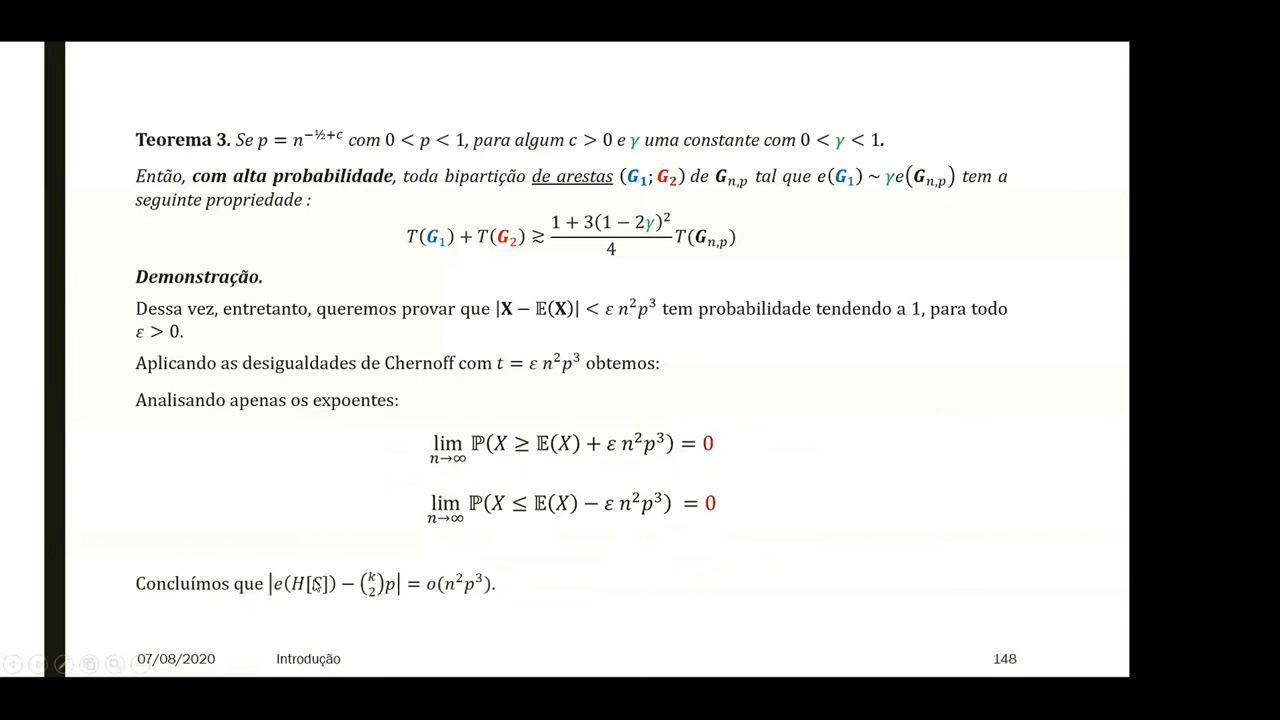 Teorema 3. Se p = n^{−½+c} com 0 < p < 1, para algum c > 0 e γ uma constante com 0 < γ < 1.
Então, com alta probabilidade, toda bipartição de arestas (G₁; G₂) de G_{n,p} tal que e(G₁) ~ γe(G_{n,p}) tem a
seguinte propriedade :
T(G₁) + T(G₂) ≳ \frac{1 + 3(1 − 2γ)²}{4} T(G_{n,p})
Demonstração.
Dessa vez, entretanto, queremos provar que |X − 𝔼(X)| < ε n²p³ tem probabilidade tendendo a 1, para todo
ε > 0.
Aplicando as desigualdades de Chernoff com t = ε n²p³ obtemos:
Analisando apenas os expoentes:
lim_{n→∞} ℙ(X ≥ 𝔼(X) + ε n²p³) = 0
lim_{n→∞} ℙ(X ≤ 𝔼(X) − ε n²p³) = 0
Concluímos que |e(H[S]) − \binom{k}{2}p| = o(n²p³).
07/08/2020 Introdução 148